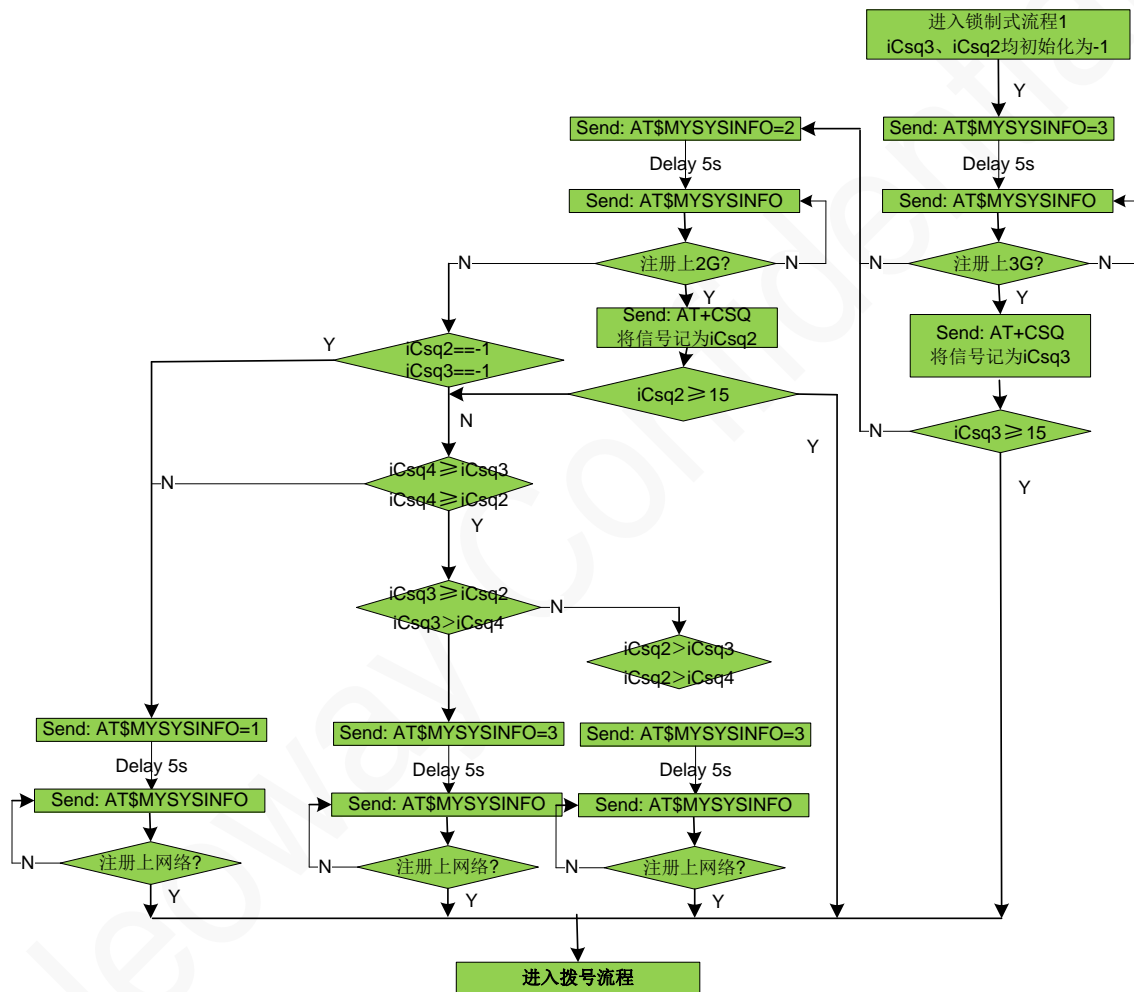 进入锁制式流程1
iCsq3、iCsq2均初始化为-1
Y
Send: AT$MYSYSINFO=2
Send: AT$MYSYSINFO=3
Delay 5s
Delay 5s
Send: AT$MYSYSINFO
Send: AT$MYSYSINFO
N
注册上2G?
N
N
注册上3G?
N
Y
Y
Send: AT+CSQ
将信号记为iCsq2
Send: AT+CSQ
将信号记为iCsq3
Y
iCsq2==-1
iCsq3==-1
iCsq2≥15
N
Y
N
iCsq3≥15
Y
N
iCsq4≥iCsq3
iCsq4≥iCsq2
Y
iCsq3≥iCsq2
iCsq3>iCsq4
N
iCsq2>iCsq3
iCsq2>iCsq4
Send: AT$MYSYSINFO=1
Send: AT$MYSYSINFO=3
Send: AT$MYSYSINFO=3
Delay 5s
Delay 5s
Delay 5s
Send: AT$MYSYSINFO
Send: AT$MYSYSINFO
Send: AT$MYSYSINFO
N
注册上网络?
N
注册上网络?
N
注册上网络?
Y
Y
Y
进入拨号流程
neoway Confidential